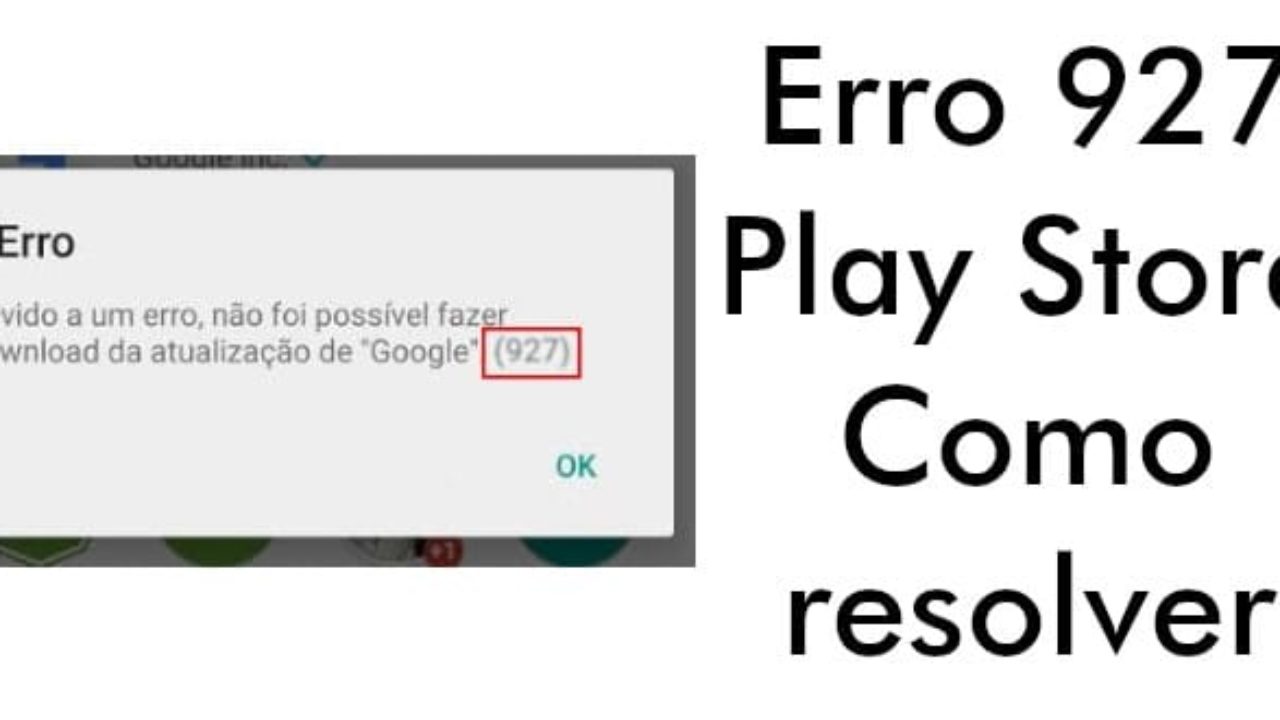 Google Inc.
Erro
vido a um erro, não foi possível fazer
wnload da atualização de "Google" (927)
OK
+1
Erro 927
Play Store
Como
resolver